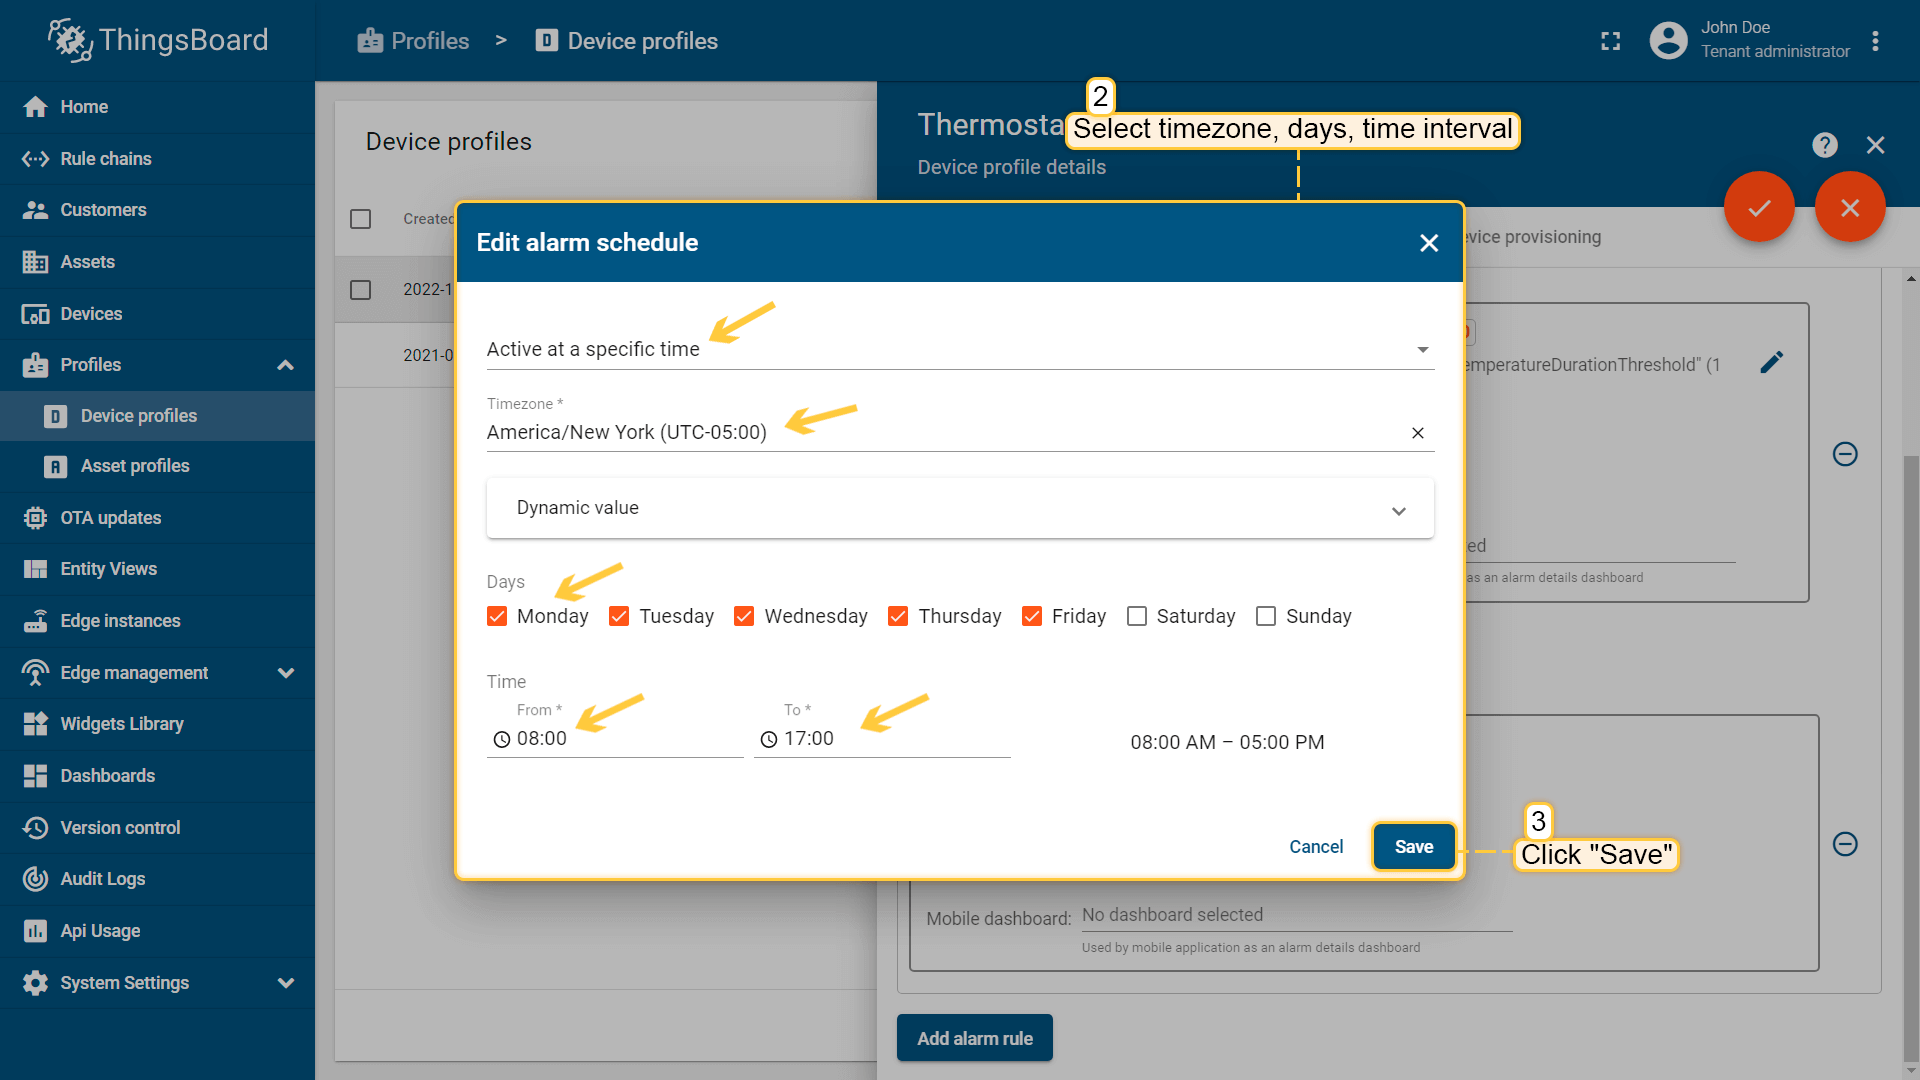 ThingsBoard
Profiles > Device profiles
John Doe
Tenant administrator
Home
Rule chains
Customers
Assets
Devices
Profiles
Device profiles
Asset profiles
OTA updates
Entity Views
Edge instances
Edge management
Widgets Library
Dashboards
Version control
Audit Logs
Api Usage
System Settings
Device profiles
Created
2022-1
2021-0
Thermosta
Device profile details
2
Select timezone, days, time interval
evice provisioning
emperatureDurationThreshold" (1
ted
as an alarm details dashboard
Edit alarm schedule
Active at a specific time
Timezone *
America/New York (UTC-05:00)
Dynamic value
Days
Monday Tuesday Wednesday Thursday Friday Saturday Sunday
Time
From * To *
08:00 17:00 08:00 AM – 05:00 PM
Cancel Save
3
Click "Save"
Mobile dashboard: No dashboard selected
Used by mobile application as an alarm details dashboard
Add alarm rule